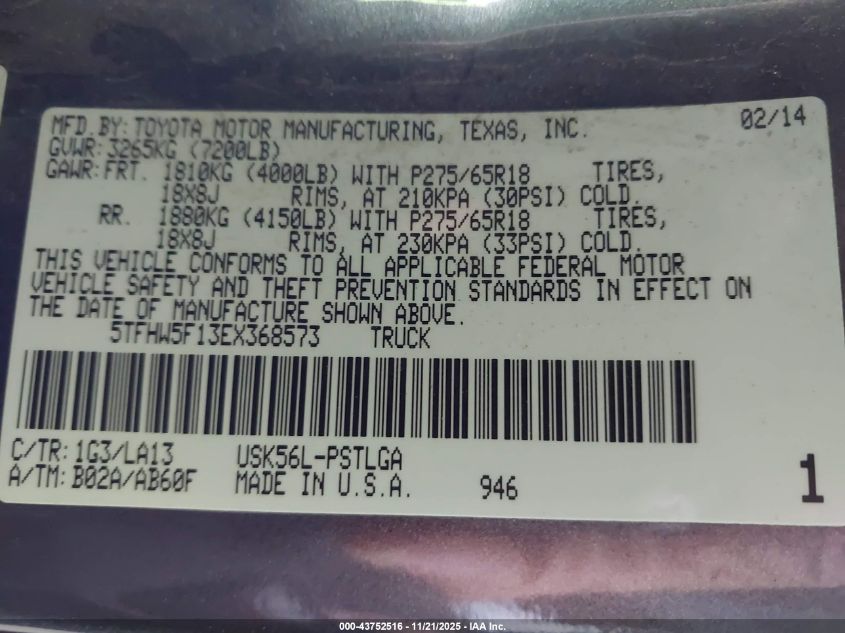 MFD. BY: TOYOTA MOTOR MANUFACTURING, TEXAS, INC. 02/14
GVWR: 3265KG (7200LB)
GAWR: FRT. 1810KG (4000LB) WITH P275/65R18 TIRES,
18X8J RIMS, AT 210KPA (30PSI) COLD.
RR. 1880KG (4150LB) WITH P275/65R18 TIRES,
18X8J RIMS, AT 230KPA (33PSI) COLD.
THIS VEHICLE CONFORMS TO ALL APPLICABLE FEDERAL MOTOR
VEHICLE SAFETY AND THEFT PREVENTION STANDARDS IN EFFECT ON
THE DATE OF MANUFACTURE SHOWN ABOVE.
5TFHW5F13EX368573 TRUCK
C/TR: 1G3/LA13 USK56L-PSTLGA
A/TM: B02A/AB60F MADE IN U.S.A. 946 1
000-43752516 - 11/21/2025 - IAA Inc.